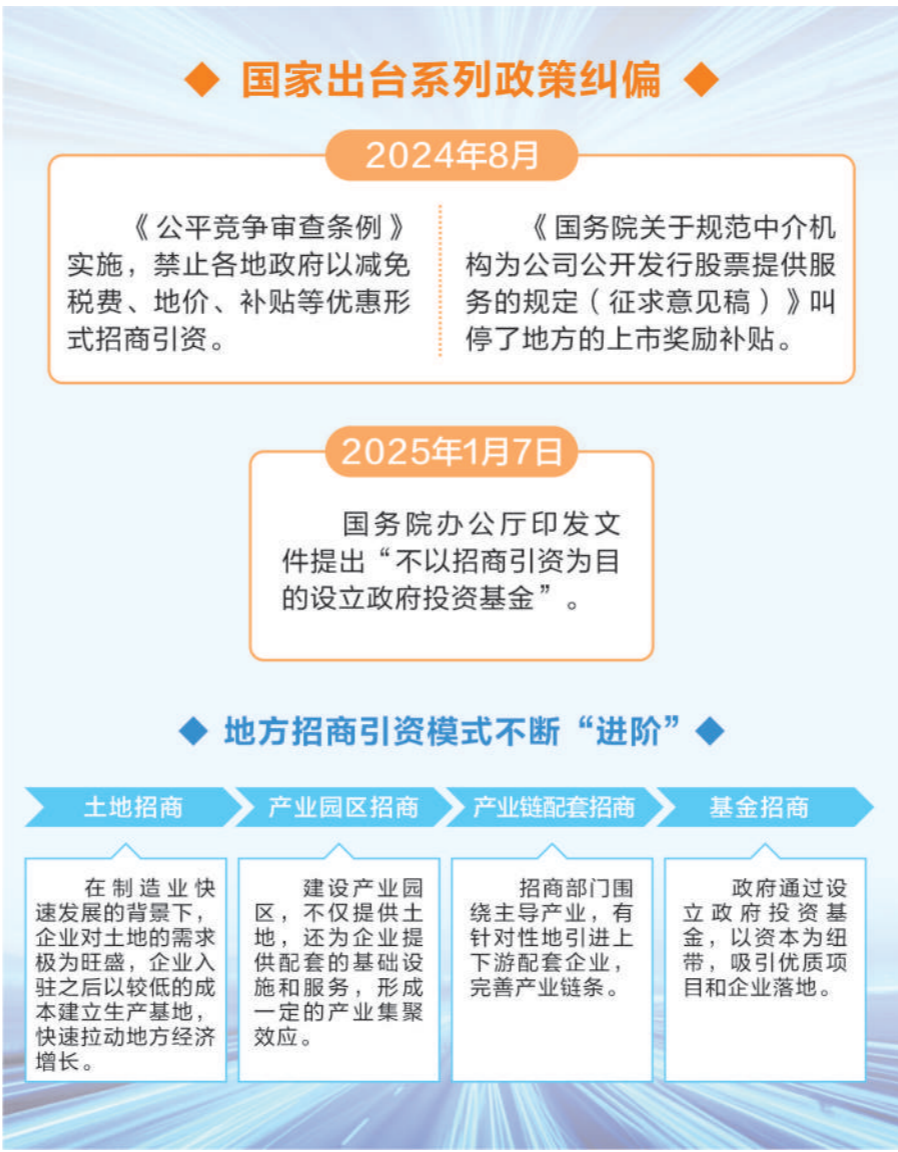 国家出台系列政策纠偏
2024年8月
《公平竞争审查条例》
实施，禁止各地政府以减免
税费、地价、补贴等优惠形
式招商引资。
《国务院关于规范中介机
构为公司公开发行股票提供服
务的规定（征求意见稿）》叫
停了地方的上市奖励补贴。
2025年1月7日
国务院办公厅印发文
件提出“不以招商引资为目
的设立政府投资基金”。
地方招商引资模式不断“进阶”
土地招商
在制造业快
速发展的背景下，
企业对土地的需求
极为旺盛，企业入
驻之后以较低的成
本建立生产基地，
快速拉动地方经济
增长。
产业园区招商
建设产业园
区，不仅提供土
地，还为企业提
供配套的基础设
施和服务，形成
一定的产业集聚
效应。
产业链配套招商
招商部门围
绕主导产业，有
针对性地引进上
下游配套企业，
完善产业链条。
基金招商
政府通过设
立政府投资基
金，以资本为纽
带，吸引优质项
目和企业落地。